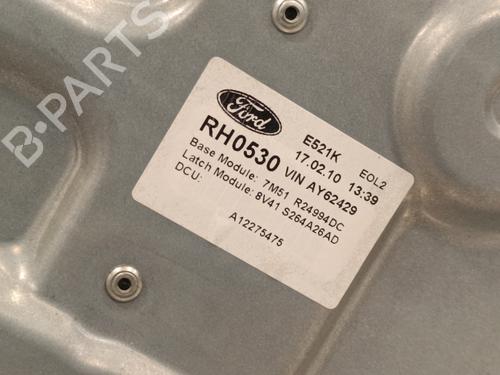 B-PARTS
Ford
E521K EOL2
RH0530 17.02.10 13:39
VIN AY62429
Base Module: 7M51 R24994DC
Latch Module: 8V41 S264A26AD
DCU:
A12275475